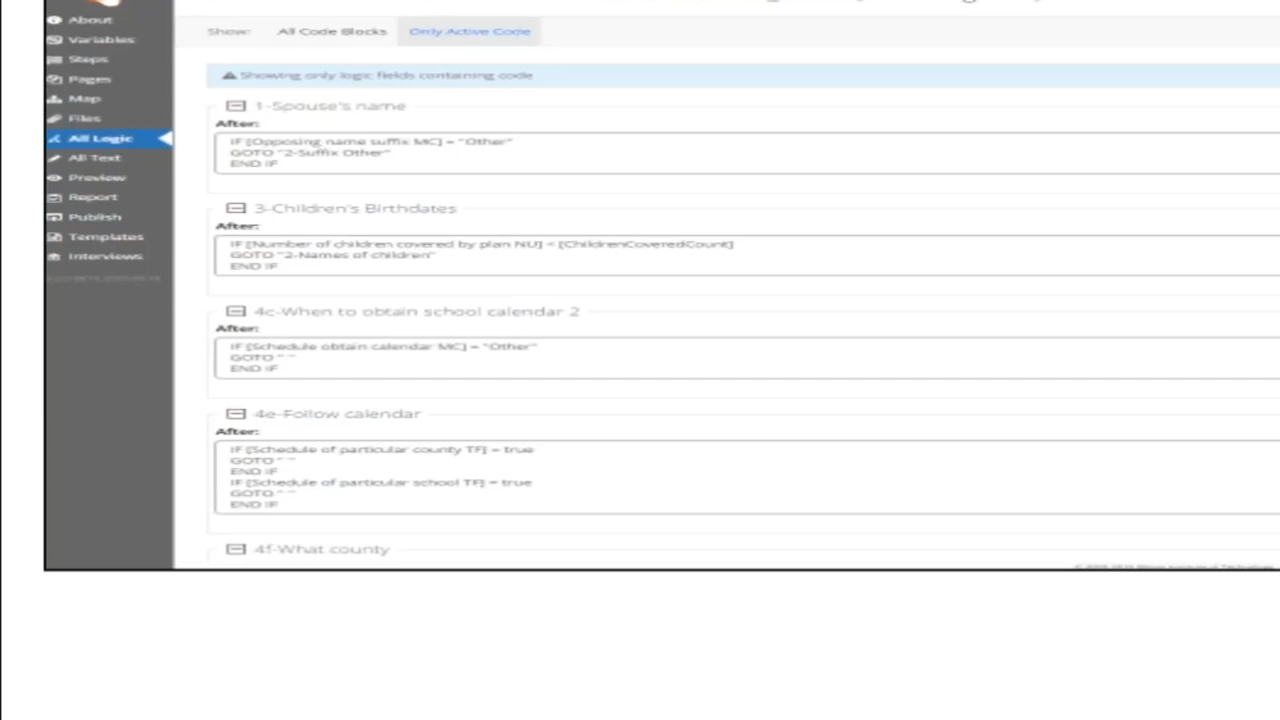 About
Variables
Steps
Pages
Map
Files
All Logic
All Text
Preview
Report
Publish
Templates
Interviews
Show: All Code Blocks Only Active Code
Showing only logic fields containing code
1-Spouse's name
After:
IF [Opposing name suffix MC] = "Other"
GOTO "2-Suffix Other"
END IF
3-Children's Birthdates
After:
IF [Number of children covered by plan NU] < [ChildrenCoveredCount]
GOTO "2-Names of children"
END IF
4c-When to obtain school calendar 2
After:
IF [Schedule obtain calendar MC] = "Other"
GOTO " "
END IF
4e-Follow calendar
After:
IF [Schedule of particular county TF] = true
GOTO " "
END IF
IF [Schedule of particular school TF] = true
GOTO " "
END IF
4f-What county